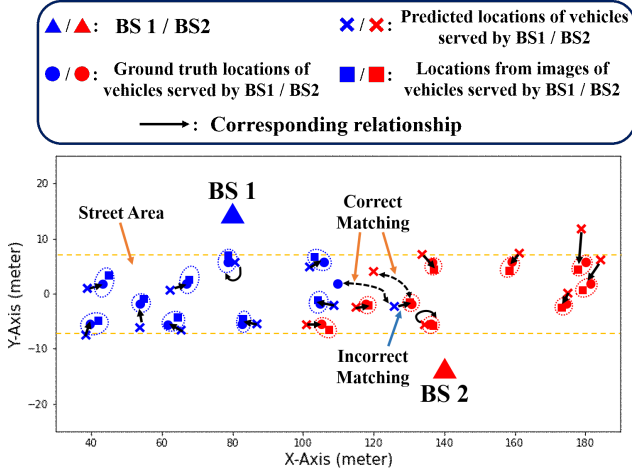 / : BS 1 / BS2
/ : Predicted locations of vehicles
served by BS1 / BS2
/ : Ground truth locations of
vehicles served by BS1 / BS2
/ : Locations from images of
vehicles served by BS1 / BS2
: Corresponding relationship
BS 1
Street Area
Correct
Matching
Incorrect
Matching
BS 2
Y-Axis (meter)
20
10
0
−10
−20
40
60
80
100
120
140
160
180
X-Axis (meter)